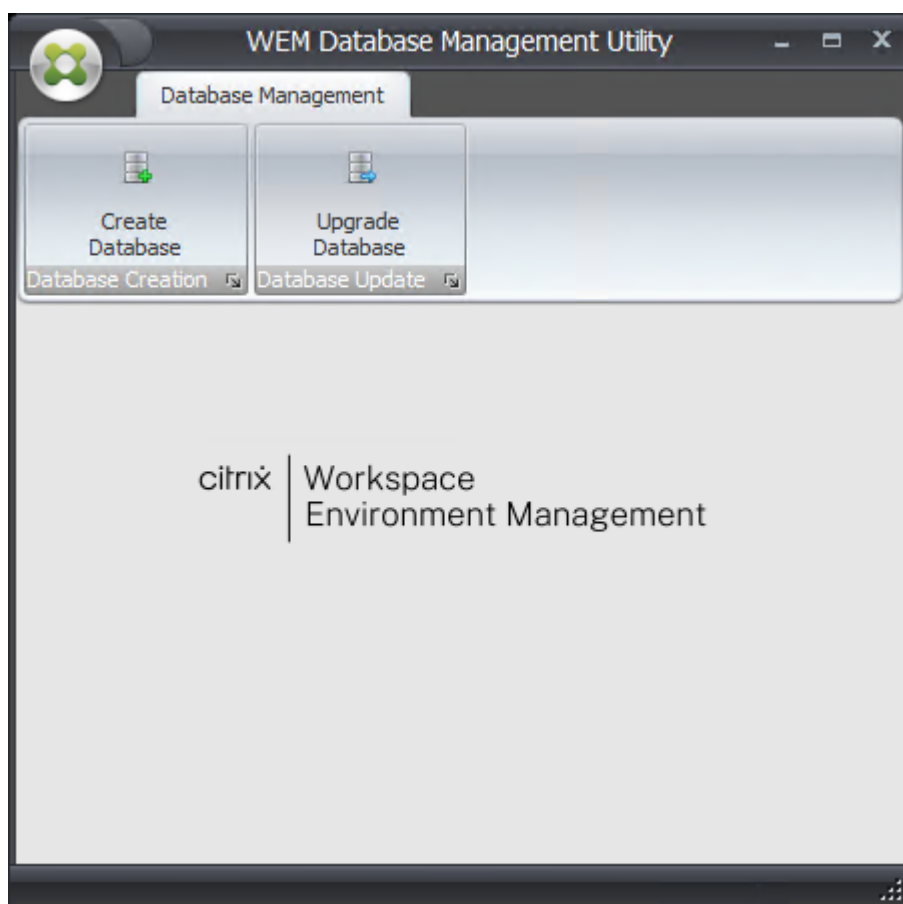 WEM Database Management Utility
Database Management
Create
Database
Upgrade
Database
Database Creation
Database Update
citrix
Workspace
Environment Management